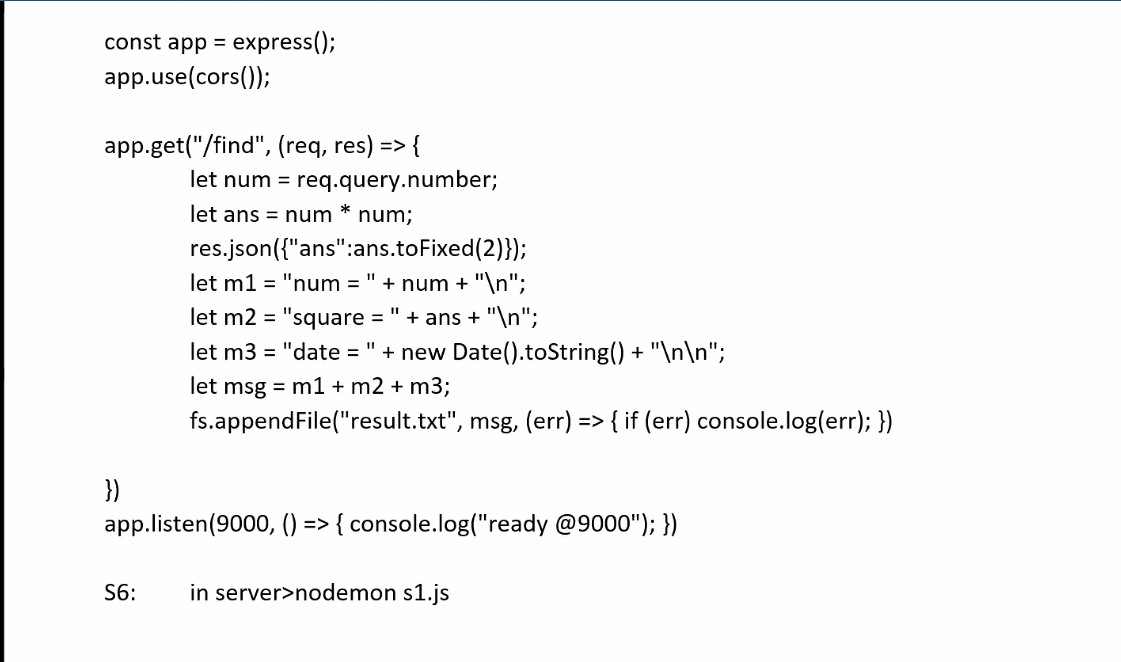 const app = express();
app.use(cors());
app.get("/find", (req, res) => {
let num = req.query.number;
let ans = num * num;
res.json({"ans":ans.toFixed(2)});
let m1 = "num = " + num + "\n";
let m2 = "square = " + ans + "\n";
let m3 = "date = " + new Date().toString() + "\n\n";
let msg = m1 + m2 + m3;
fs.appendFile("result.txt", msg, (err) => { if (err) console.log(err); })
})
app.listen(9000, () => { console.log("ready @9000"); })
S6: in server>nodemon s1.js